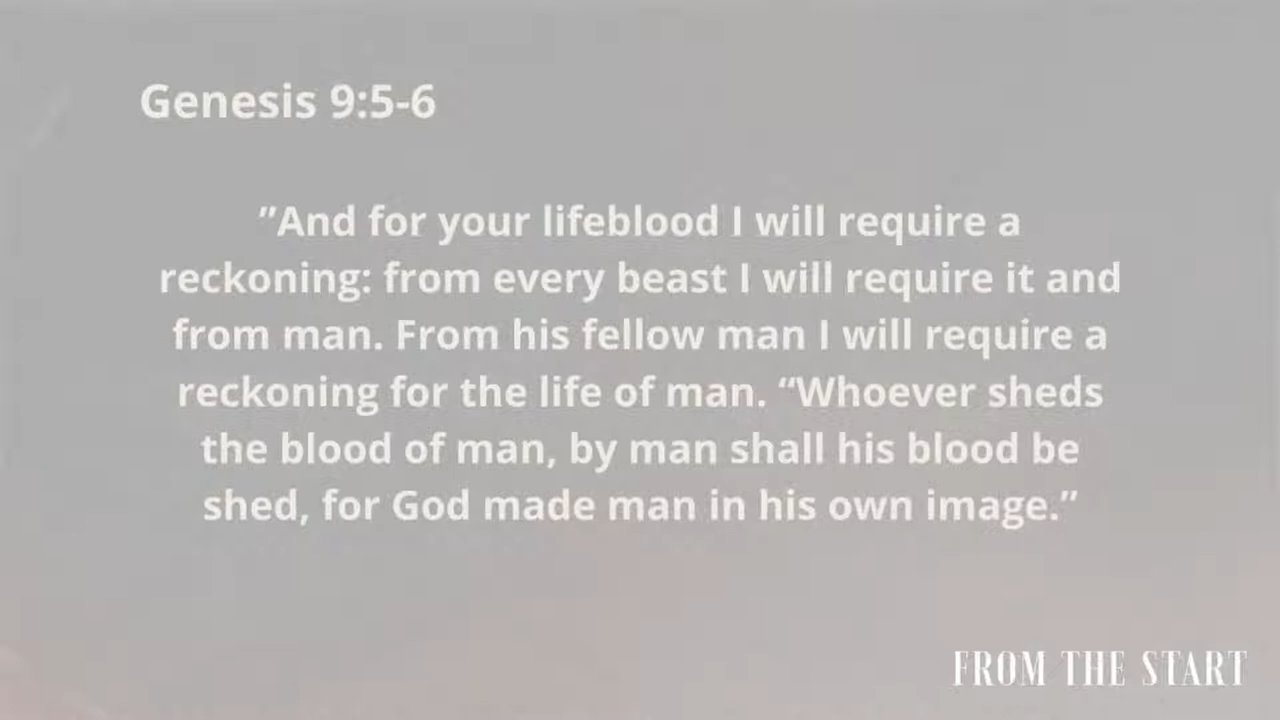 Genesis 9:5-6
”And for your lifeblood I will require a
reckoning: from every beast I will require it and
from man. From his fellow man I will require a
reckoning for the life of man. “Whoever sheds
the blood of man, by man shall his blood be
shed, for God made man in his own image.”
FROM THE START